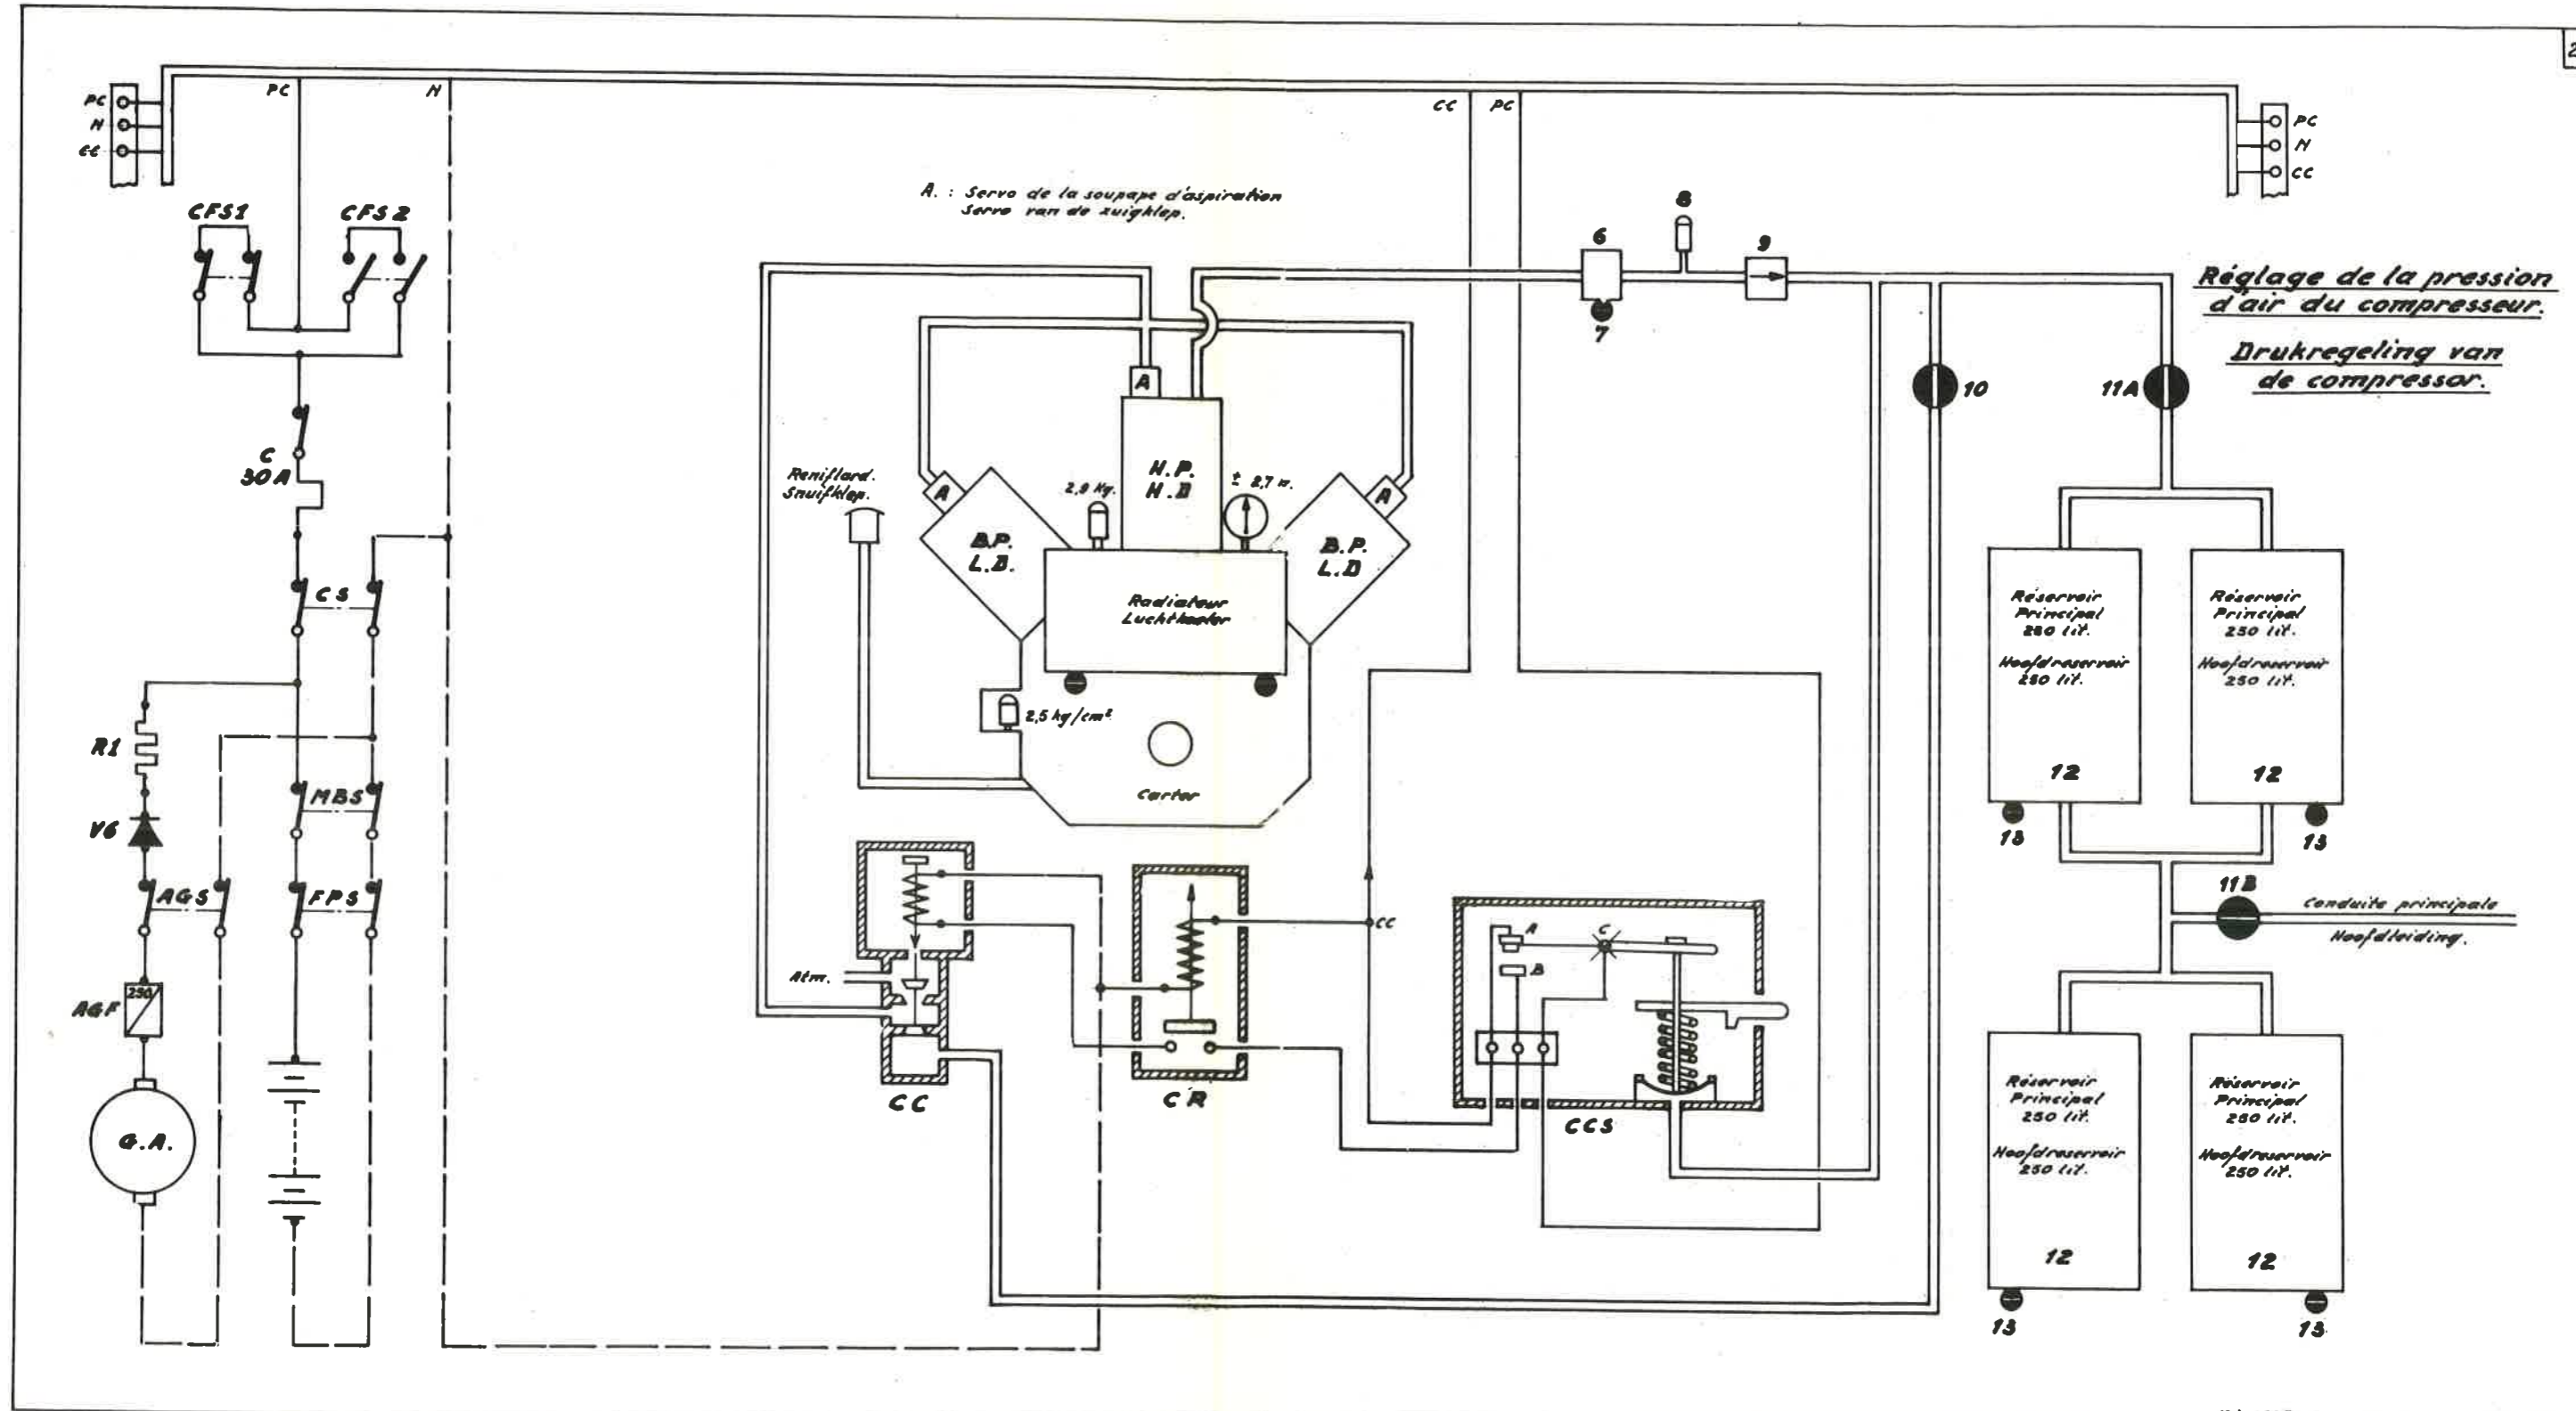 2
PC
N
CC
PC
N
CC
PC
PC
N
CC
A. : Servo de la soupape d'aspiration
Servo van de zuigklep.
CFS1
CFS2
8
6
9
7
Réglage de la pression
d'air du compresseur.
Drukregeling van
de compressor.
10
11A
C
30A
A
H.P.
H.D
Reniflard.
Snuifklep.
2,9 Kg.
A
A
B.P.
L.D.
B.P.
L.D
Radiateur
Luchtkoeler
2,5 kg/cm²
Carter
CS
R1
MBS
V6
AGS
FPS
AGF
250
G.A.
Atm.
CC
CR
CC
A
B
C
CCS
Réservoir
Principal
250 lit.
Hoofdreservoir
250 lit.
12
13
Réservoir
Principal
250 lit.
Hoofdreservoir
250 lit.
12
13
11B
Conduite principale
Hoofdleiding.
Réservoir
Principal
250 lit.
Hoofdreservoir
250 lit.
12
13
Réservoir
Principal
250 lit.
Hoofdreservoir
250 lit.
12
13